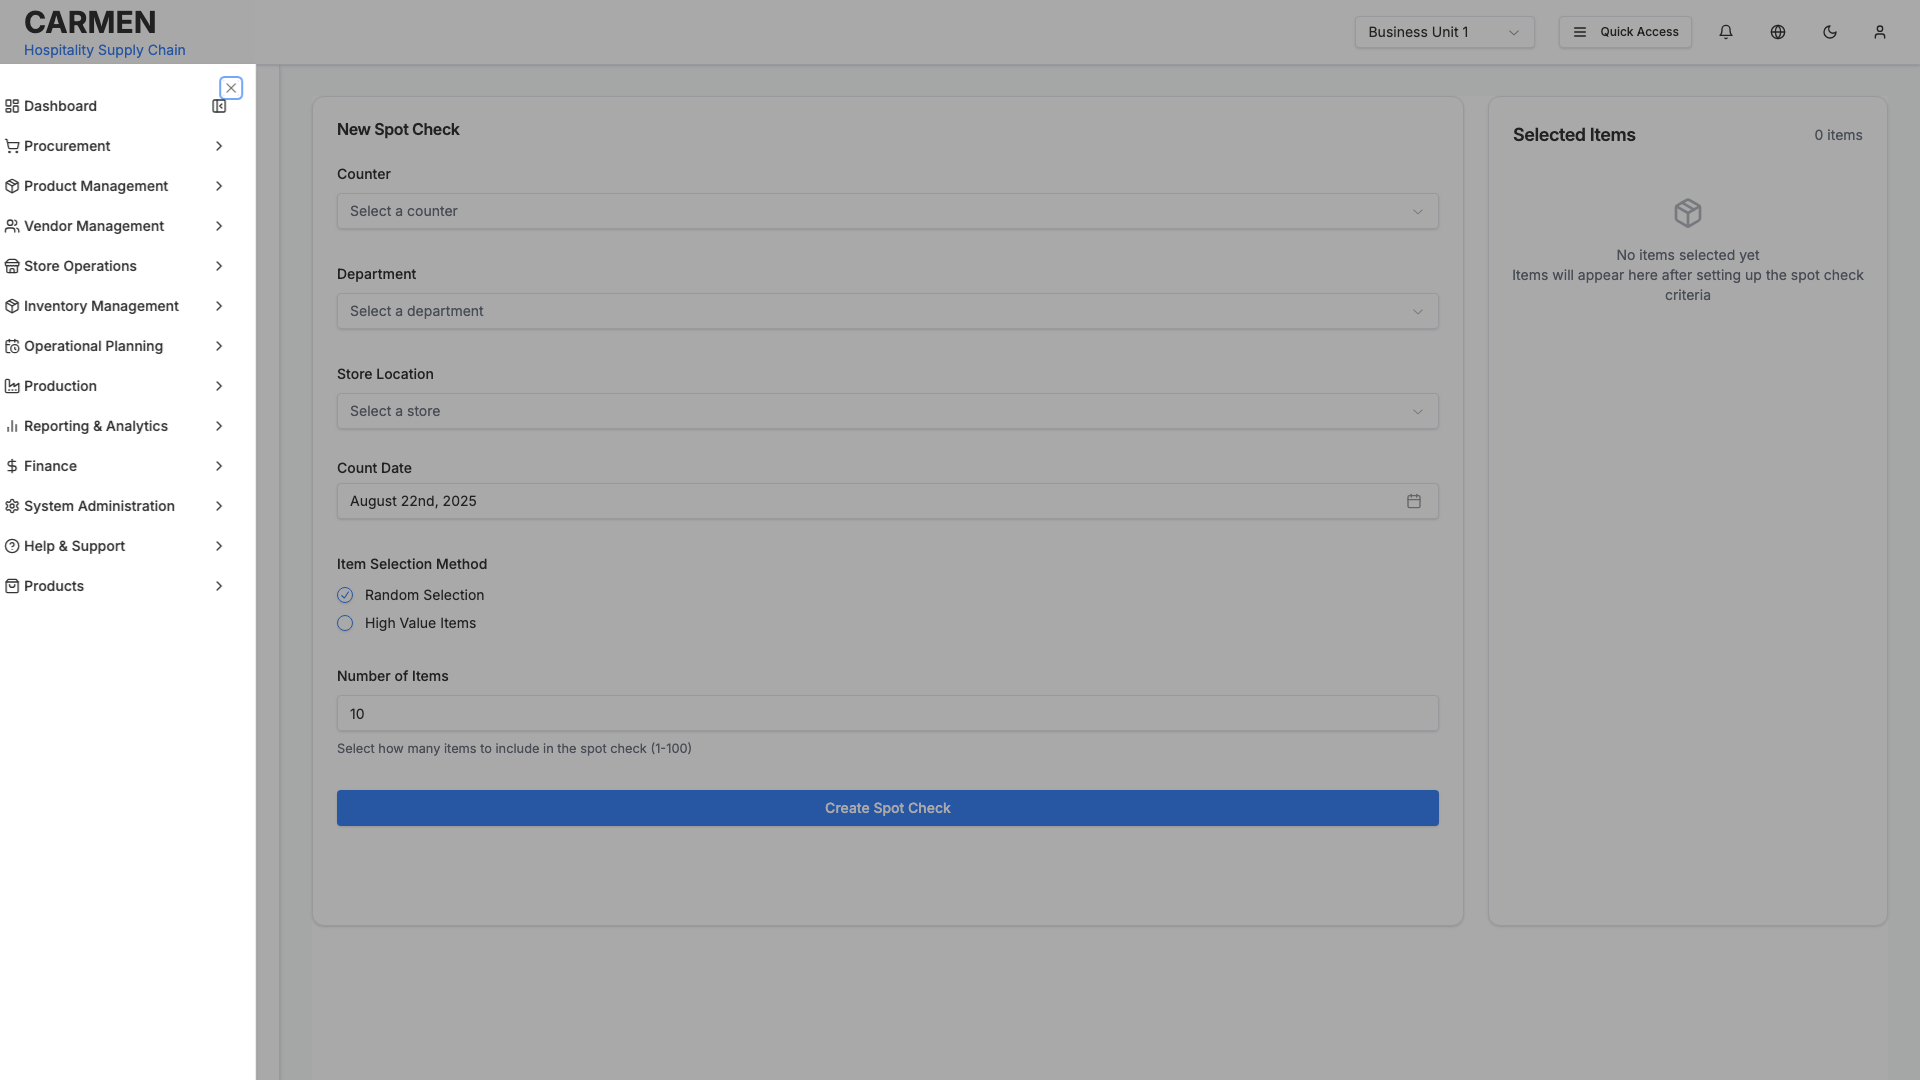 CARMEN
Hospitality Supply Chain
Business Unit 1
Quick Access
Dashboard
Procurement
Product Management
Vendor Management
Store Operations
Inventory Management
Operational Planning
Production
Reporting & Analytics
Finance
System Administration
Help & Support
Products
New Spot Check
Counter
Select a counter
Department
Select a department
Store Location
Select a store
Count Date
August 22nd, 2025
Item Selection Method
Random Selection
High Value Items
Number of Items
10
Select how many items to include in the spot check (1-100)
Create Spot Check
Selected Items
0 items
No items selected yet
Items will appear here after setting up the spot check
criteria